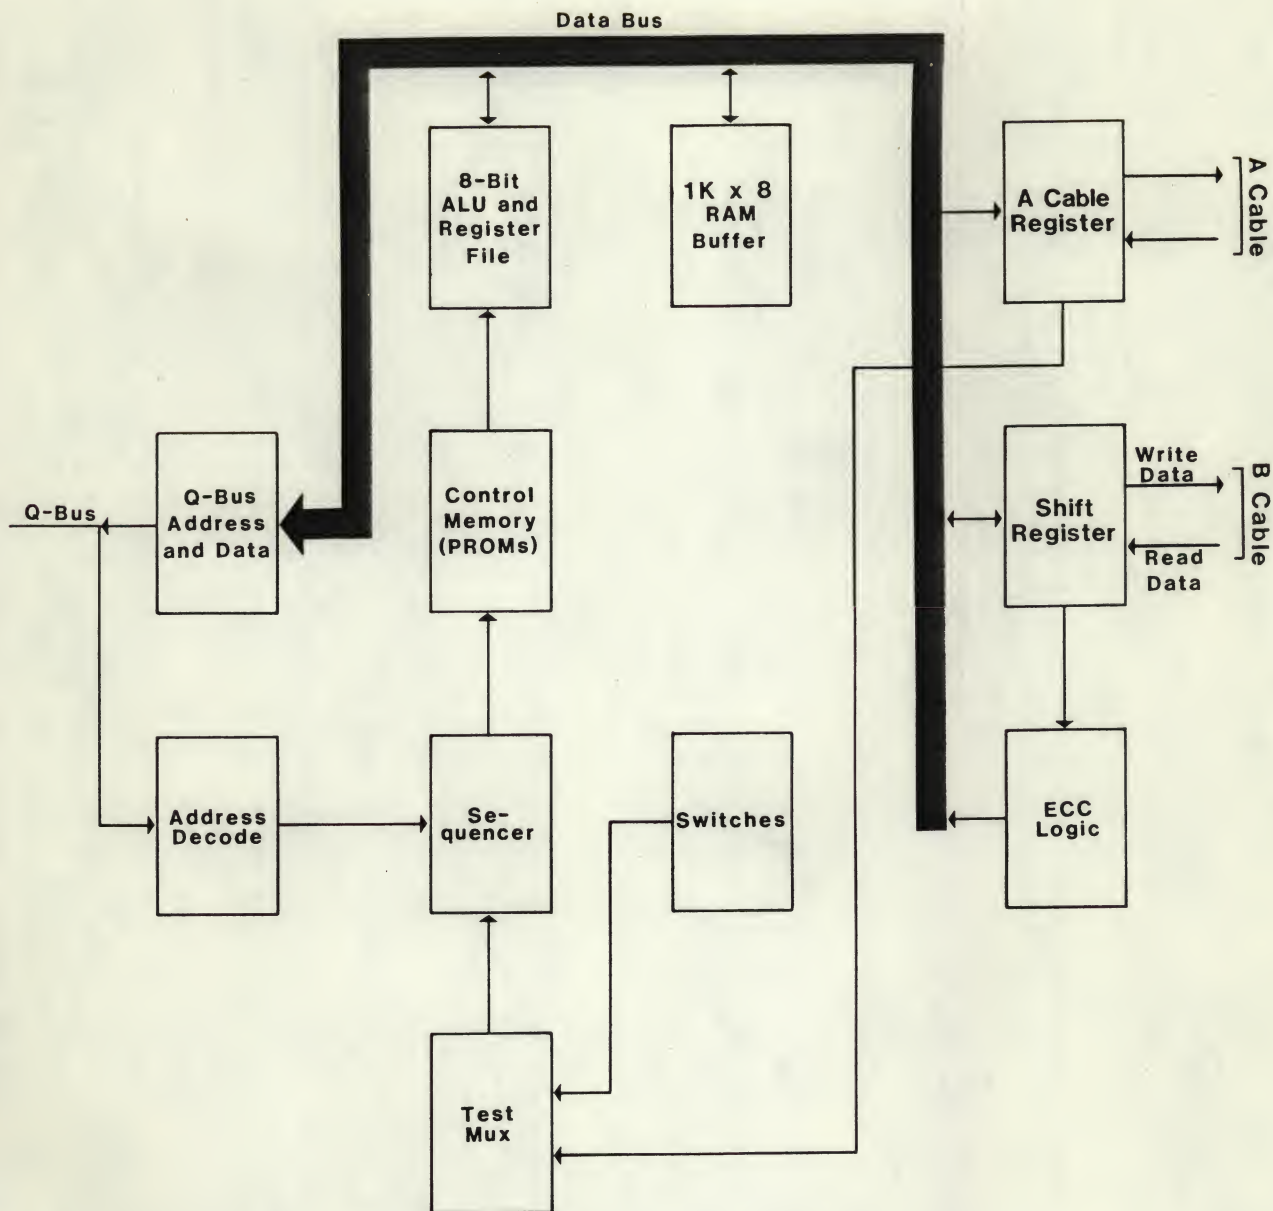 Data Bus
8-Bit
ALU and
Register
File
1K x 8
RAM
Buffer
A Cable
Register
A Cable
Q-Bus
Q-Bus
Address
and Data
Control
Memory
(PROMs)
Shift
Register
Write
Data
Read
Data
B Cable
Address
Decode
Se-
quencer
Switches
ECC
Logic
Test
Mux